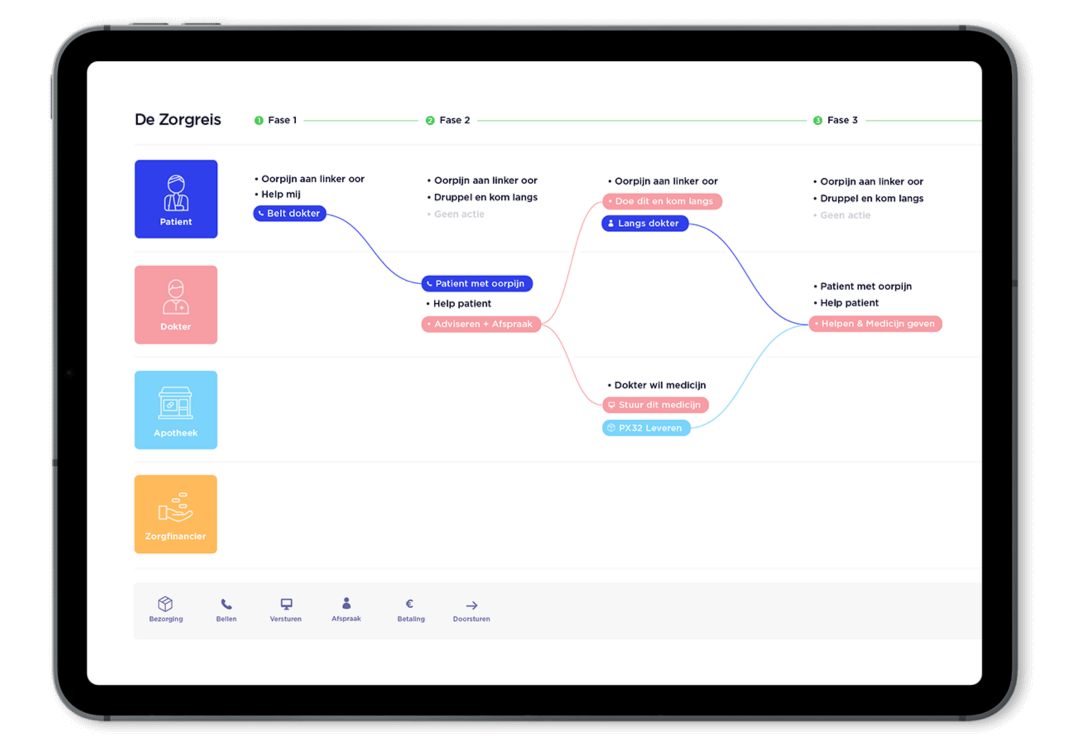 De Zorgreis
1 Fase 1
2 Fase 2
3 Fase 3
Patient
• Oorpijn aan linker oor
• Help mij
Belt dokter
• Oorpijn aan linker oor
• Druppel en kom langs
• Geen actie
• Oorpijn aan linker oor
• Doe dit en kom langs
Langs dokter
• Oorpijn aan linker oor
• Druppel en kom langs
• Geen actie
Dokter
Patient met oorpijn
• Help patient
• Adviseren + Afspraak
• Patient met oorpijn
• Help patient
• Helpen & Medicijn geven
Apotheek
• Dokter wil medicijn
Stuur dit medicijn
PX32 Leveren
Zorgfinancier
Bezorging
Bellen
Versturen
Afspraak
€
Betaling
Doorsturen